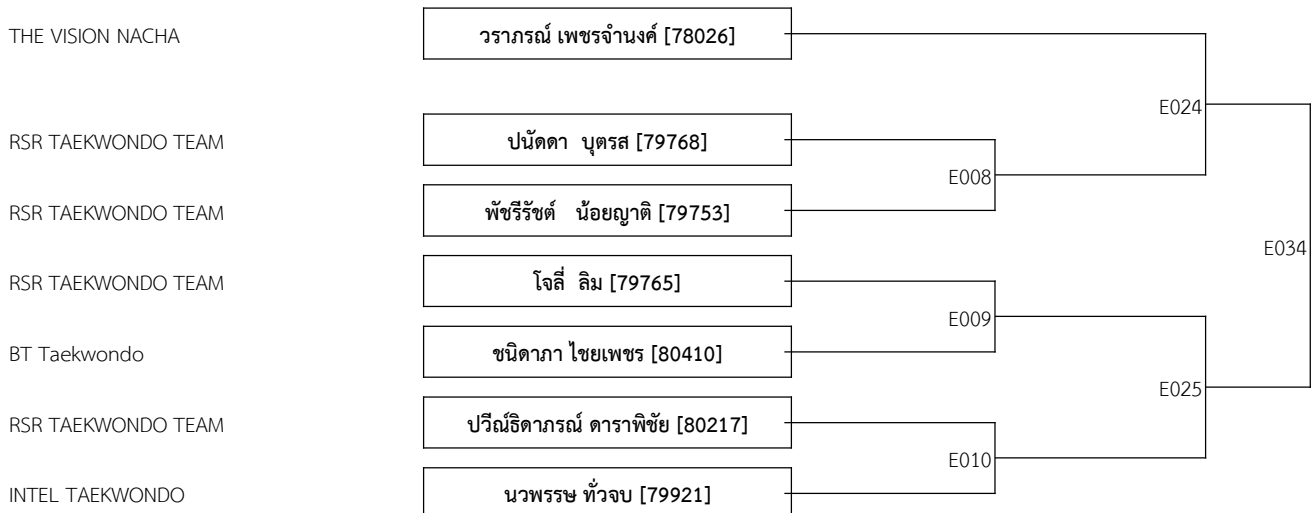 THE VISION NACHA วราภรณ์ เพชรจำนงค์ [78026]
E024
RSR TAEKWONDO TEAM ปนัดดา บุตรส [79768]
E008
RSR TAEKWONDO TEAM พัชรีรัชต์ น้อยญาติ [79753]
E034
RSR TAEKWONDO TEAM โจลี่ ลิม [79765]
E009
BT Taekwondo ชนิดาภา ไชยเพชร [80410]
E025
RSR TAEKWONDO TEAM ปวีณ์ธิดาภรณ์ ดาราพิชัย [80217]
E010
INTEL TAEKWONDO นวพรรษ ทั่วจบ [79921]